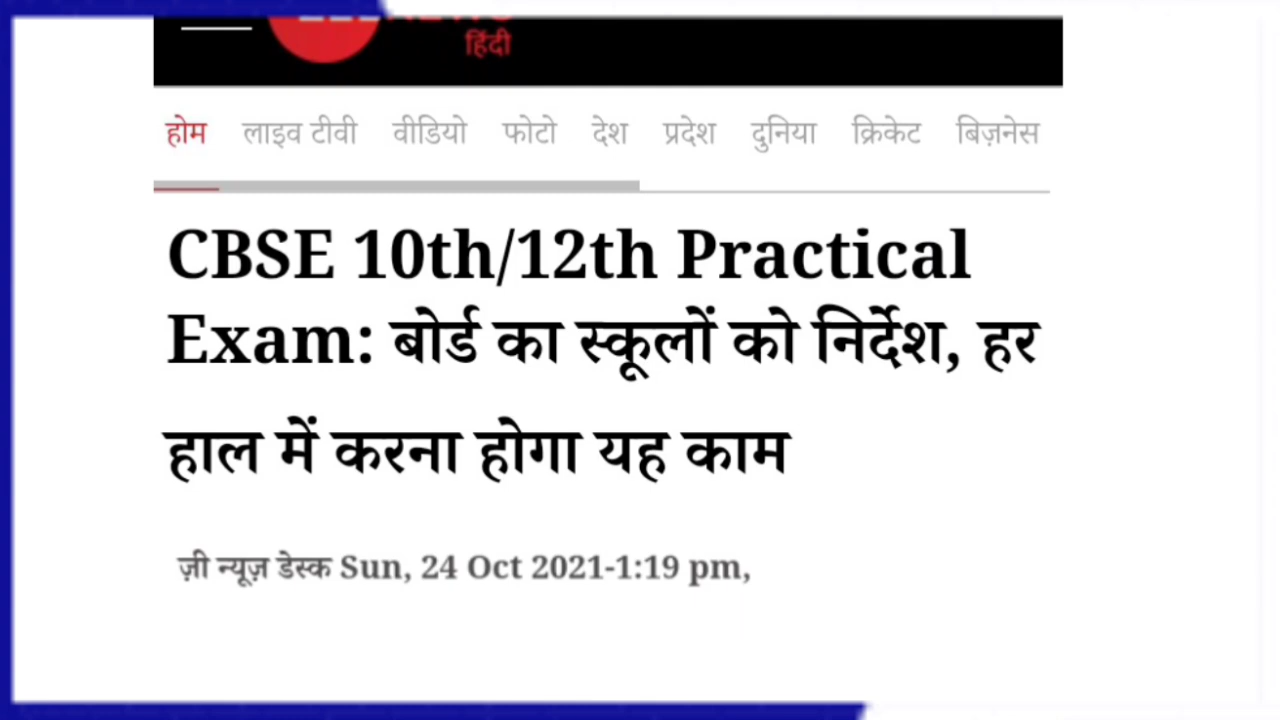 हिंदी
होम लाइव टीवी वीडियो फोटो देश प्रदेश दुनिया क्रिकेट बिज़नेस
CBSE 10th/12th Practical
Exam: बोर्ड का स्कूलों को निर्देश, हर
हाल में करना होगा यह काम
ज़ी न्यूज़ डेस्क Sun, 24 Oct 2021-1:19 pm,